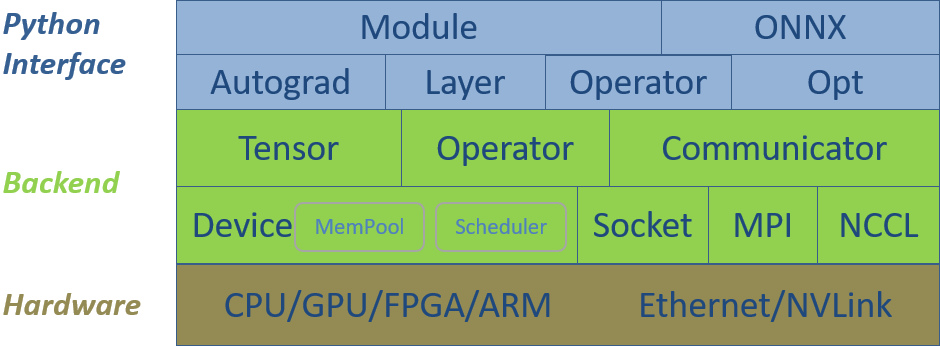 Python
Interface
Module ONNX
Autograd Layer Operator Opt
Backend
Tensor Operator Communicator
Device MemPool Scheduler Socket MPI NCCL
Hardware
CPU/GPU/FPGA/ARM Ethernet/NVLink